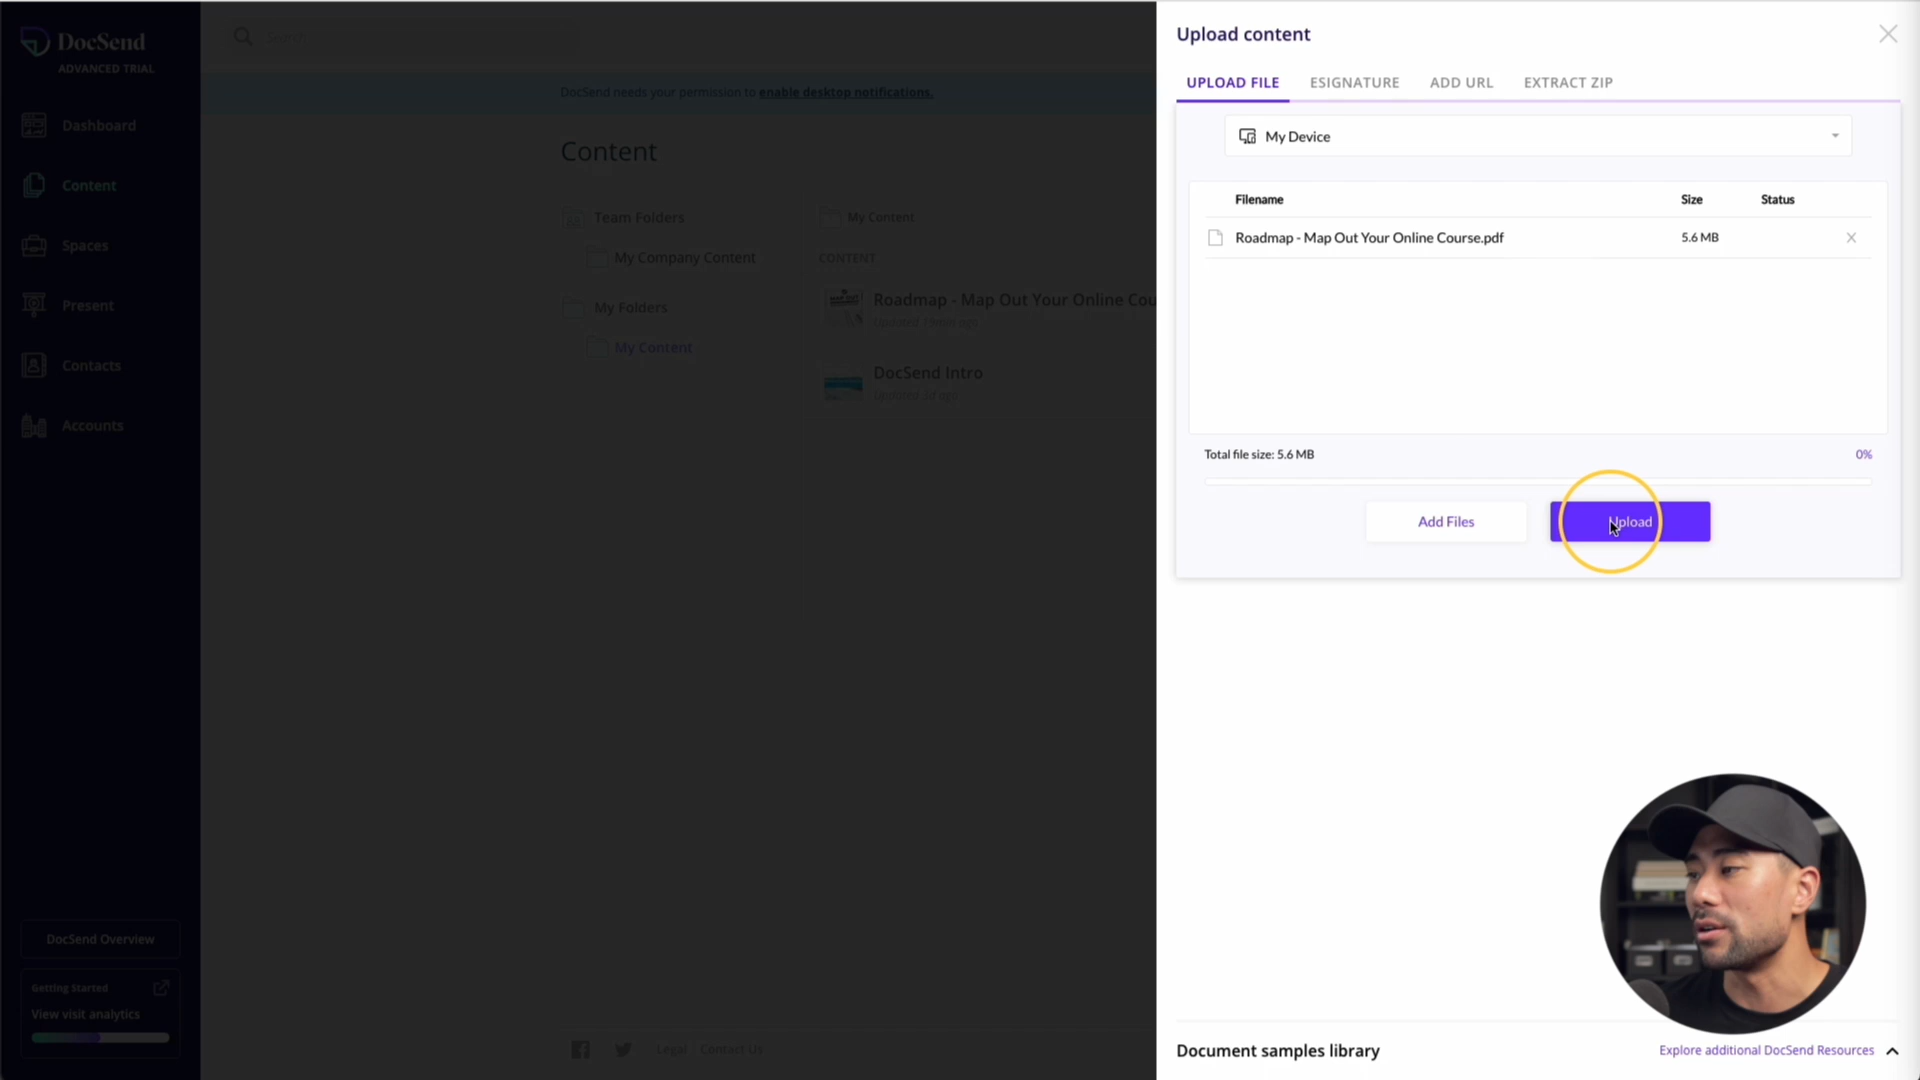 DocSend
ADVANCED TRIAL
Dashboard
Content
Spaces
Present
Contacts
Accounts
DocSend Overview
Getting Started
View visit analytics
Search
DocSend needs your permission to enable desktop notifications.
Content
Team Folders
My Company Content
My Folders
My Content
My Content
CONTENT
Roadmap - Map Out Your Online Cou
Updated 19min ago
DocSend Intro
Updated 5d ago
Legal Contact Us
Upload content
UPLOAD FILE ESIGNATURE ADD URL EXTRACT ZIP
My Device
Filename Size Status
Roadmap - Map Out Your Online Course.pdf 5.6 MB
Total file size: 5.6 MB 0%
Add Files Upload
Document samples library Explore additional DocSend Resources